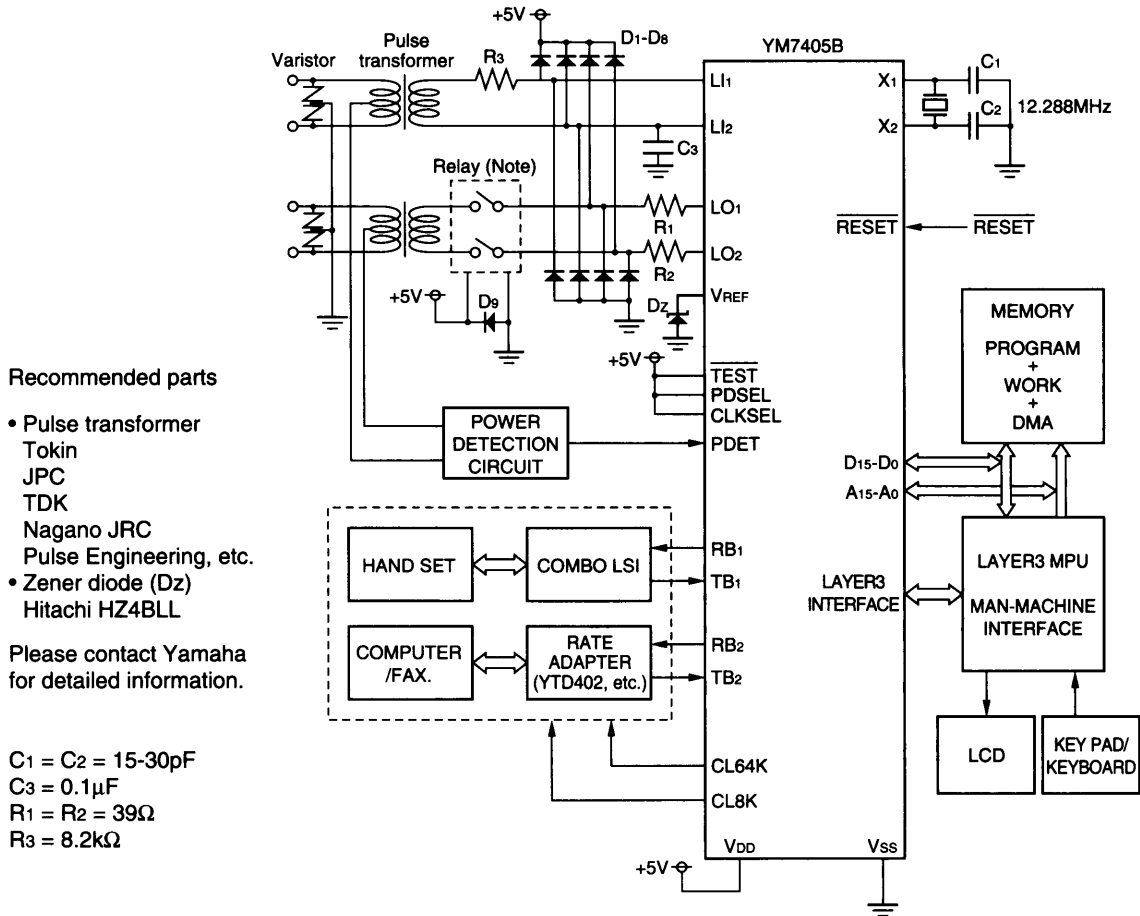 +5V
D1-D8
YM7405B
Varistor
Pulse
transformer
R3
LI1
LI2
C3
X1
X2
C1
C2
12.288MHz
Relay (Note)
LO1
LO2
R1
R2
RESET
RESET
+5V
D9
VREF
DZ
+5V
TEST
PDSEL
CLKSEL
PDET
POWER
DETECTION
CIRCUIT
MEMORY
PROGRAM
+
WORK
+
DMA
D15-D0
A15-A0
HAND SET
COMBO LSI
RB1
TB1
COMPUTER
/FAX.
RATE
ADAPTER
(YTD402, etc.)
RB2
TB2
LAYER3
INTERFACE
LAYER3 MPU
MAN-MACHINE
INTERFACE
LCD
KEY PAD/
KEYBOARD
CL64K
CL8K
VDD
VSS
+5V
Recommended parts
• Pulse transformer
Tokin
JPC
TDK
Nagano JRC
Pulse Engineering, etc.
• Zener diode (Dz)
Hitachi HZ4BLL
Please contact Yamaha
for detailed information.
C1 = C2 = 15-30pF
C3 = 0.1μF
R1 = R2 = 39Ω
R3 = 8.2kΩ